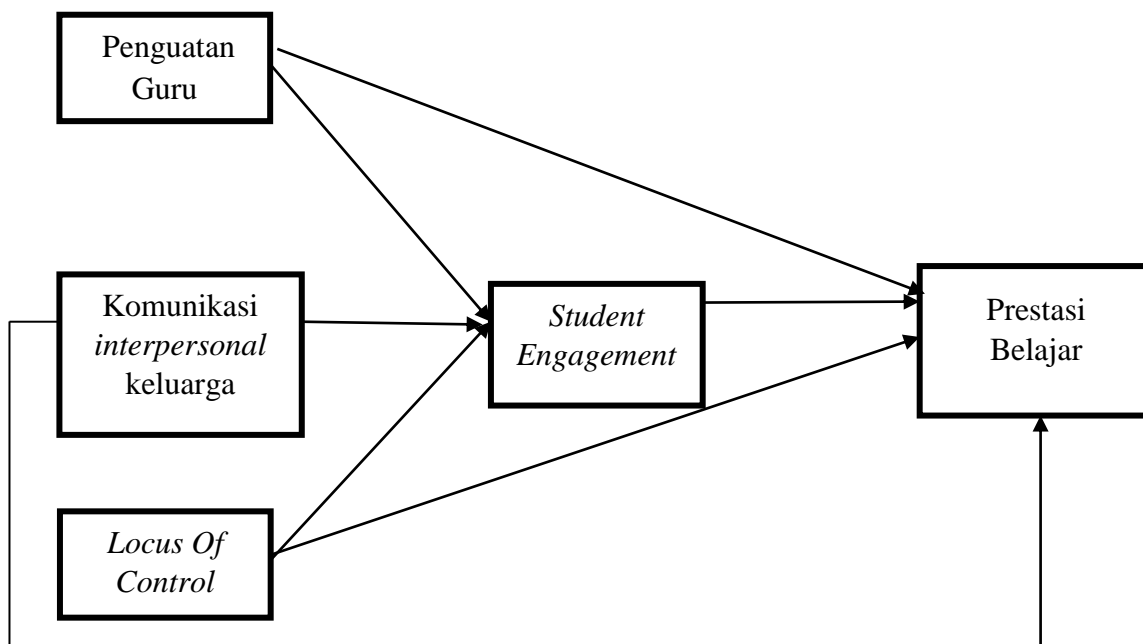 Penguatan
Guru
Komunikasi
interpersonal
keluarga
Student
Engagement
Prestasi
Belajar
Locus Of
Control